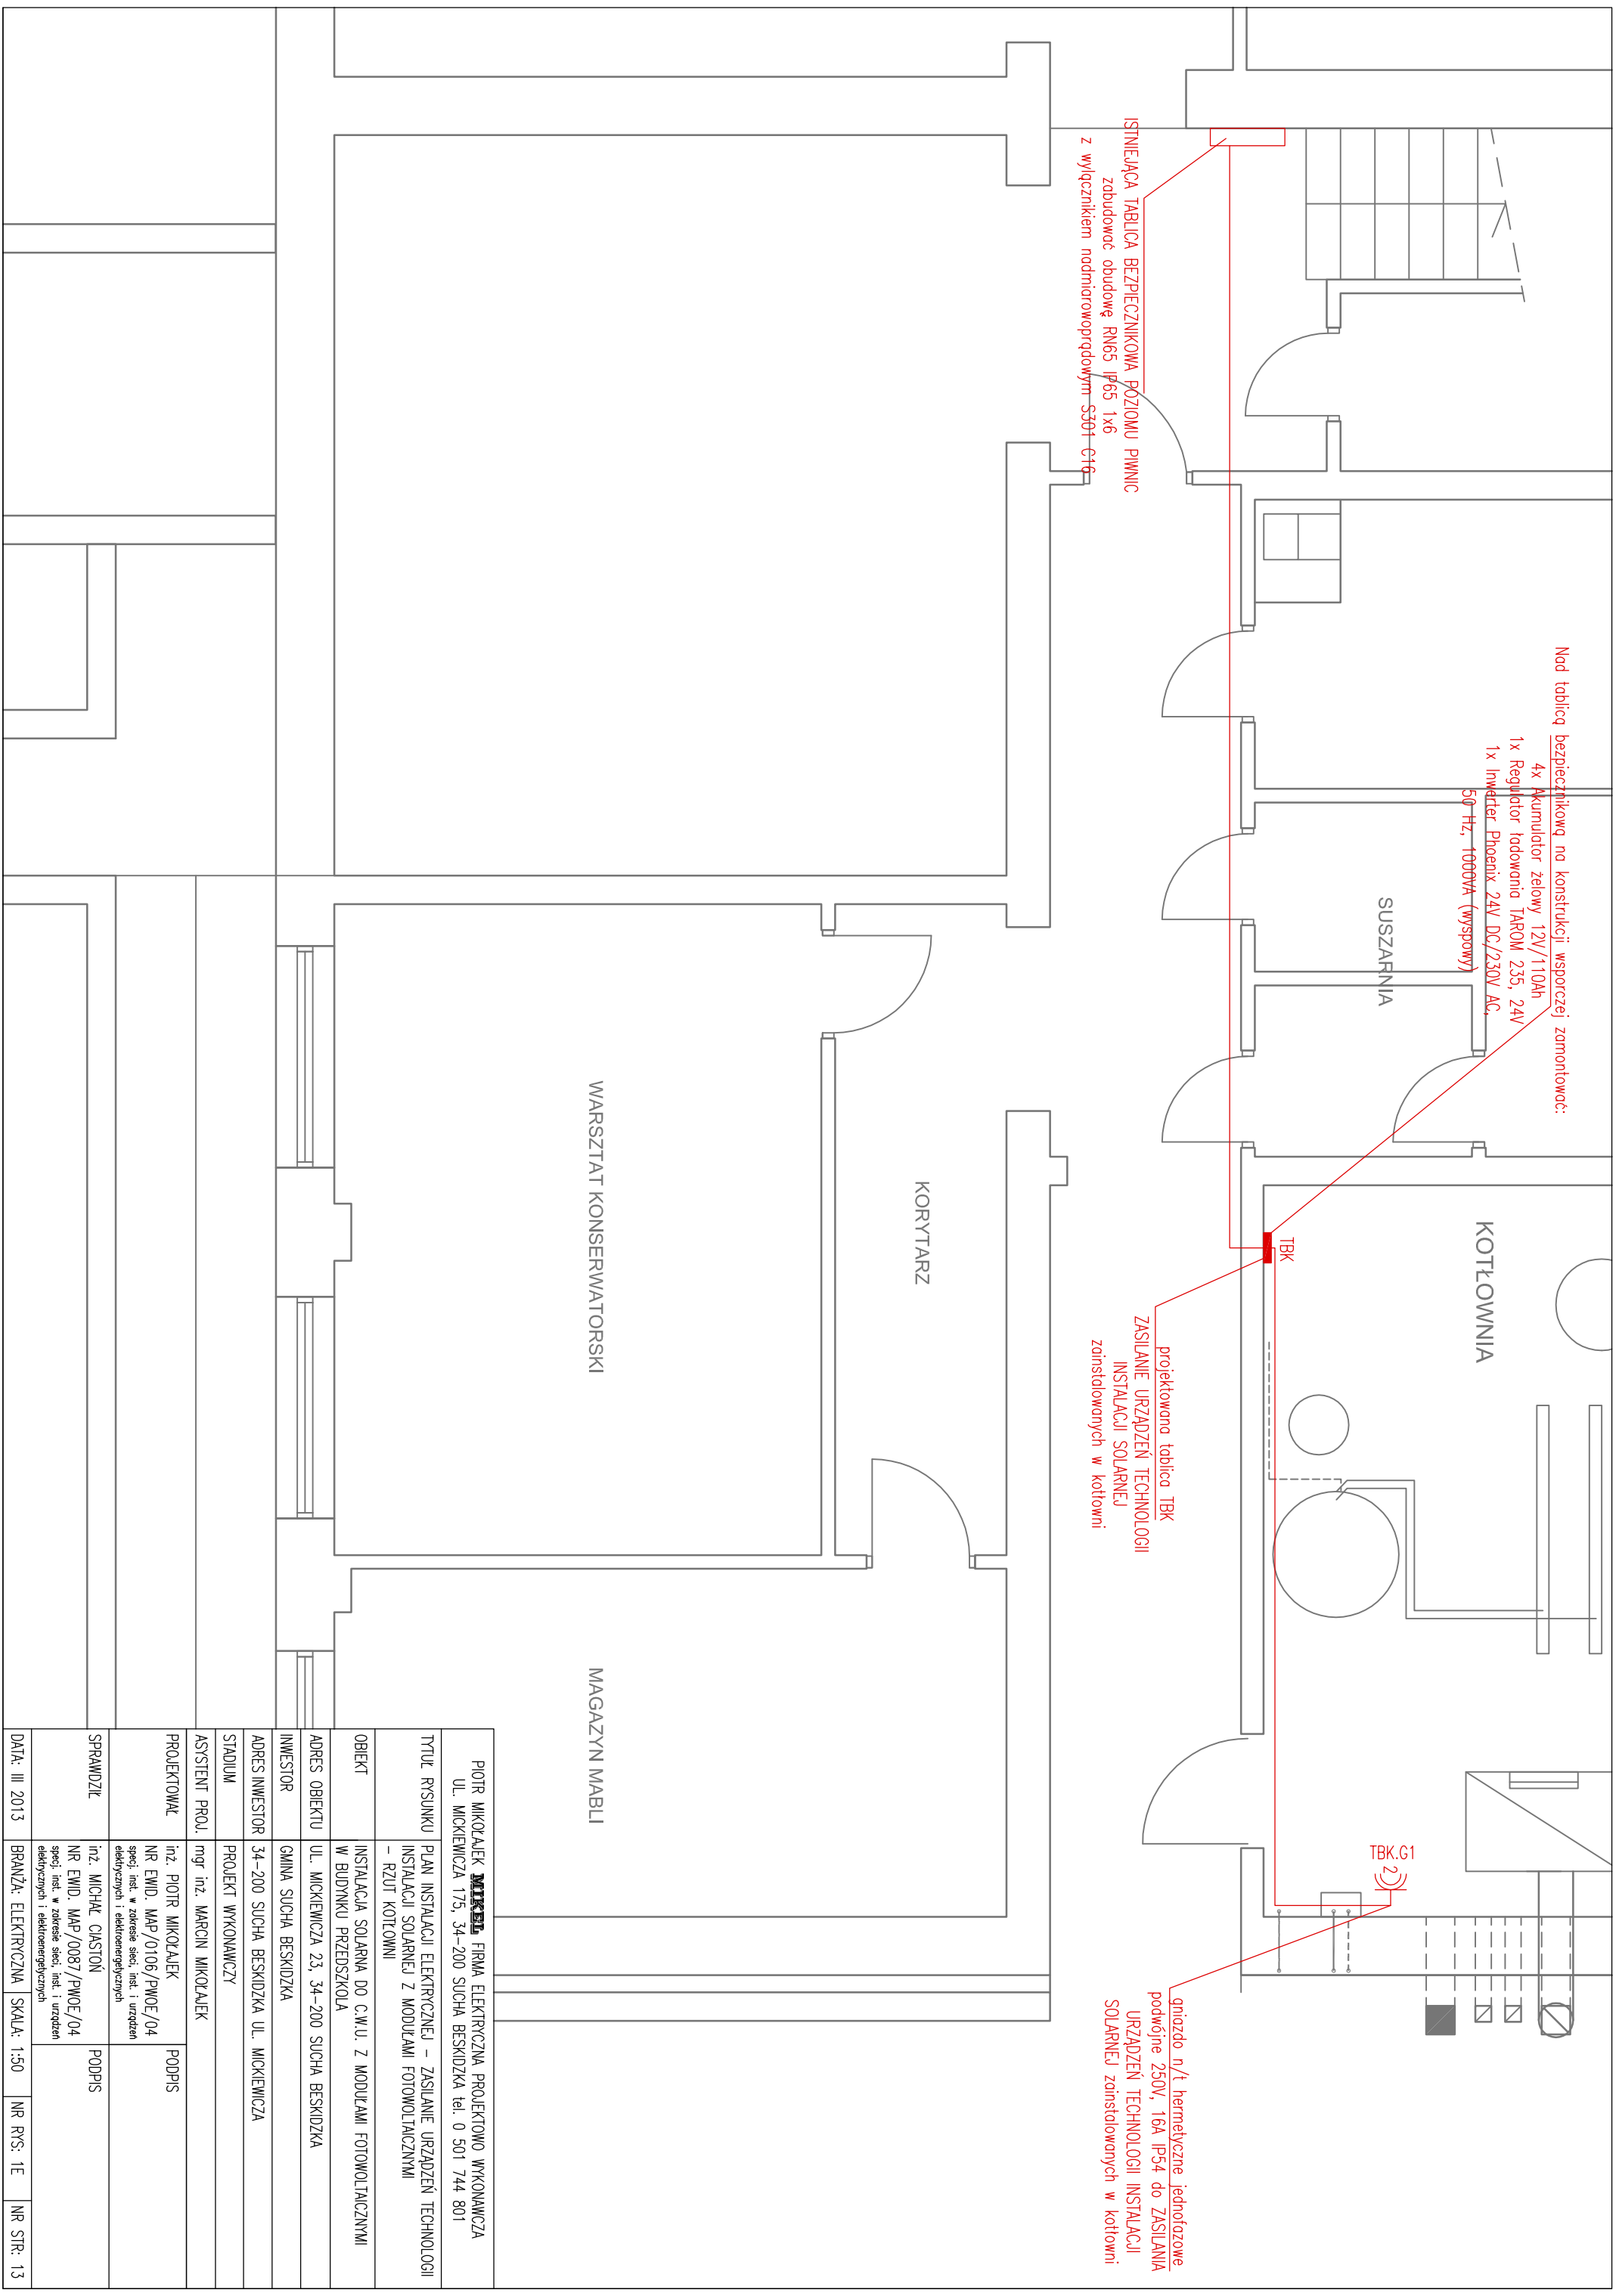 ISTNIEJĄCA TABLICA BEZPIECZNIKOWA POZIOMU PIWNIC
zabudować obudowę RN65 IP65 1x6
z wyłącznikiem nadmiarowoprądowym S301 C16
Nad tablicą bezpiecznikową na konstrukcji wsporczej zamontować:
4x Akumulator żelowy 12V/110Ah
1x Regulator ładowania TAROM 235, 24V
1x Inwerter Phoenix 24V DC/230V AC,
50 Hz, 1000VA (wyspowy)
SUSZARNIA
KOTŁOWNIA
TBK
projektowana tablica TBK
ZASILANIE URZĄDZEŃ TECHNOLOGII
INSTALACJI SOLARNEJ
zainstalowanych w kotłowni
KORYTARZ
WARSZTAT KONSERWATORSKI
MAGAZYN MABLI
TBK.G1
2
gniazdo n/t hermetyczne jednofazowe
podwójne 250V, 16A IP54 do ZASILANIA
URZĄDZEŃ TECHNOLOGII INSTALACJI
SOLARNEJ zainstalowanych w kotłowni
PIOTR MIKOŁAJEK MIKEL FIRMA ELEKTRYCZNA PROJEKTOWO WYKONAWCZA
UL. MICKIEWICZA 175, 34-200 SUCHA BESKIDZKA tel. 0 501 744 801
TYTUŁ RYSUNKU PLAN INSTALACJI ELEKTRYCZNEJ - ZASILANIE URZĄDZEŃ TECHNOLOGII
INSTALACJI SOLARNEJ Z MODUŁAMI FOTOWOLTAICZNYMI
- RZUT KOTŁOWNI
OBIEKT INSTALACJA SOLARNA DO C.W.U. Z MODUŁAMI FOTOWOLTAICZNYMI
W BUDYNKU PRZEDSZKOLA
ADRES OBIEKTU UL. MICKIEWICZA 23, 34-200 SUCHA BESKIDZKA
INWESTOR GMINA SUCHA BESKIDZKA
ADRES INWESTOR 34-200 SUCHA BESKIDZKA UL. MICKIEWICZA
STADIUM PROJEKT WYKONAWCZY
ASYSTENT PROJ. mgr inż. MARCIN MIKOŁAJEK
PROJEKTOWAŁ inż. PIOTR MIKOŁAJEK PODPIS
NR EWID. MAP/0106/PWOE/04
specj. inst. w zakresie sieci, inst. i urządzeń
elektrycznych i elektroenergetycznych
SPRAWDZIŁ inż. MICHAŁ CIASTOŃ PODPIS
NR EWID. MAP/0087/PWOE/04
specj. inst. w zakresie sieci, inst. i urządzeń
elektrycznych i elektroenergetycznych
DATA: III 2013 BRANŻA: ELEKTRYCZNA SKALA: 1:50 NR RYS: 1E NR STR: 13